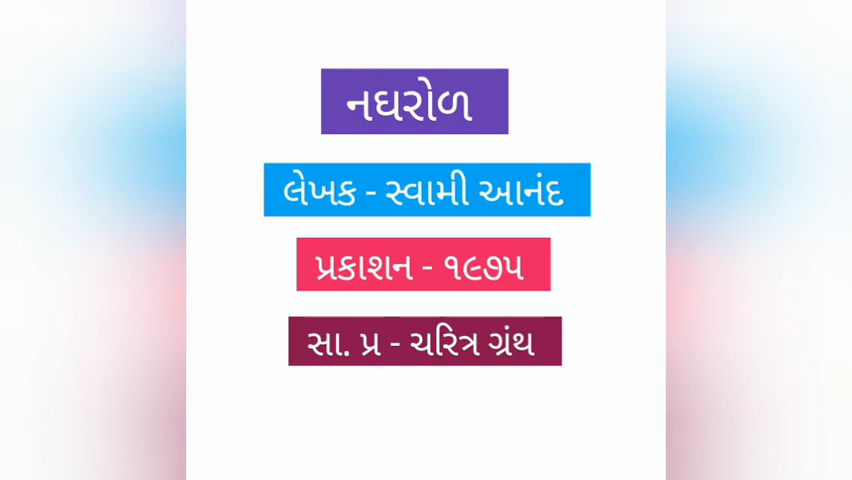 નઘરોળ
લેખક - સ્વામી આનંદ
પ્રકાશન - ૧૯૭૫
સા. પ્ર - ચરિત્ર ગ્રંથ